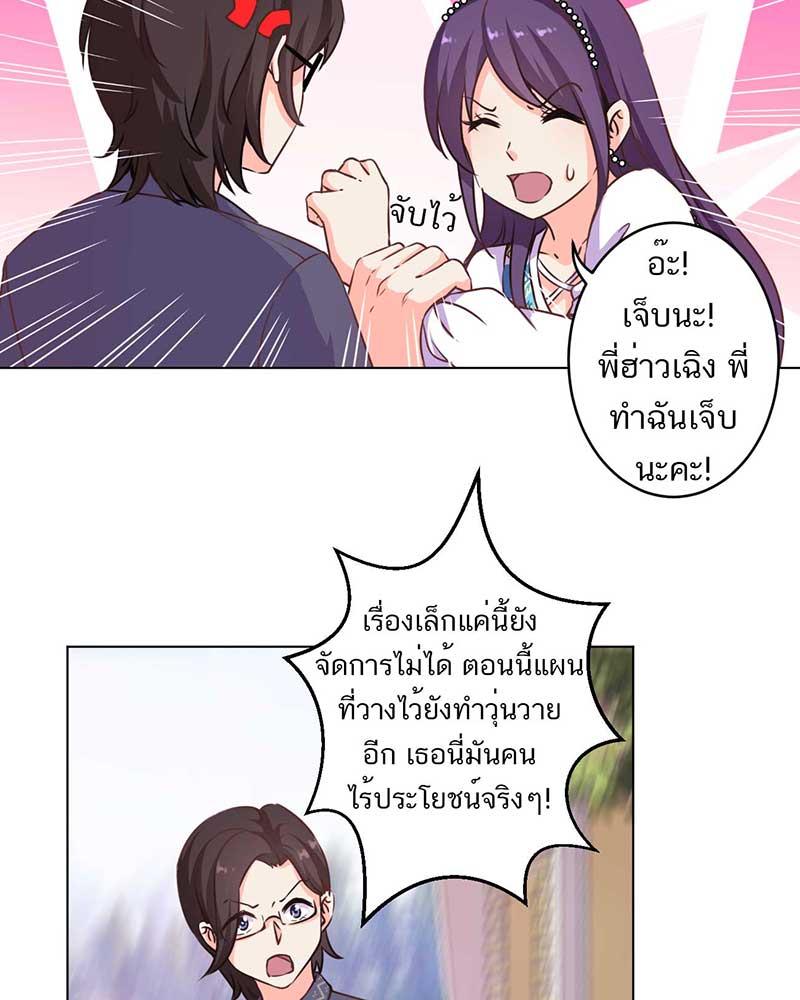 จับไว้
อ๊ะ!
เจ็บนะ!
พี่ฮ่าวเฉิง พี่
ทำฉันเจ็บ
นะคะ!
เรื่องเล็กแค่นี้ยัง
จัดการไม่ได้ ตอนนี้แผน
ที่วางไว้ยังทำวุ่นวาย
อีก เธอนี่มันคน
ไร้ประโยชน์จริงๆ!